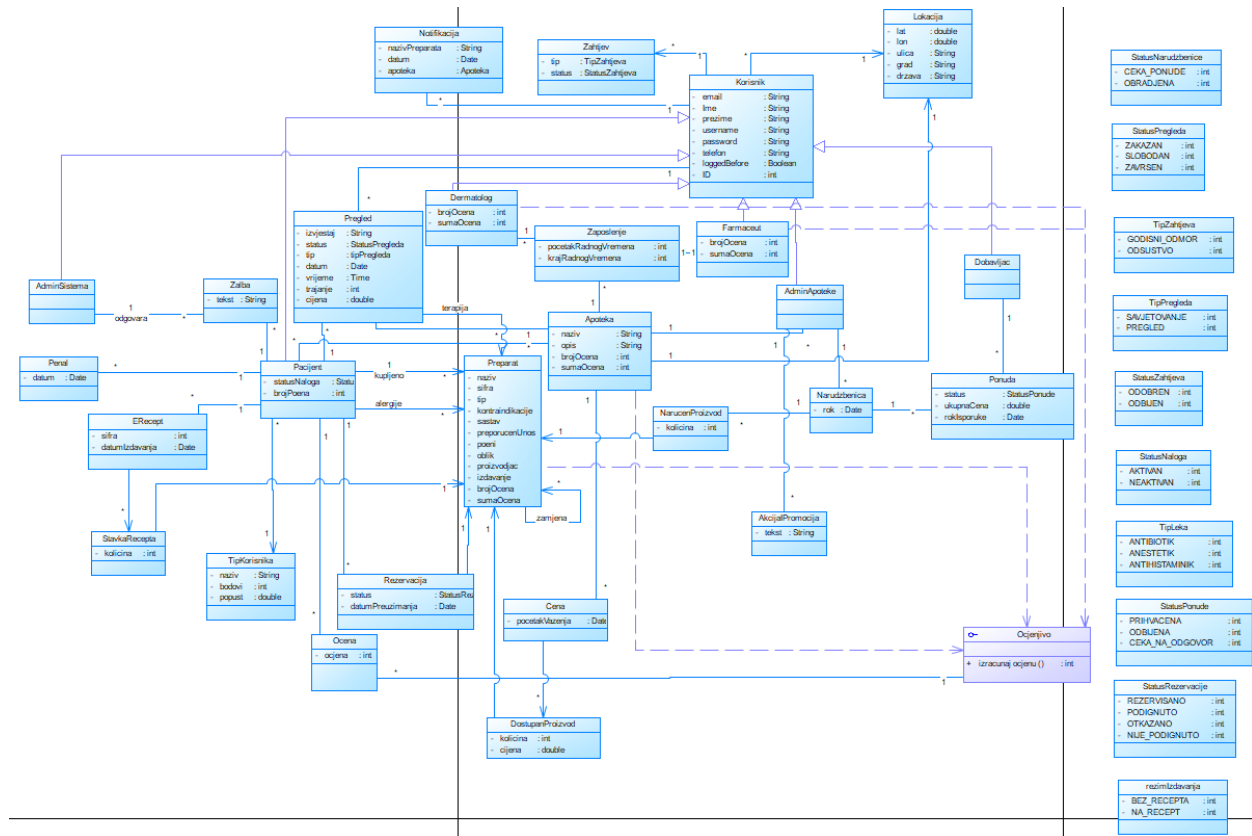 Notifikacija
- nazivPreparata : String
- datum : Date
- apoteka : Apoteka
Zahtjev
- tip : TipZahtjeva
- status : StatusZahtjeva
Lokacija
- lat : double
- lon : double
- ulica : String
- grad : String
- drzava : String
Korisnik
- email : String
- Ime : String
- prezime : String
- username : String
- password : String
- telefon : String
- loggedBefore : Boolean
- ID : int
Dermatolog
- brojOcena : int
- sumaOcena : int
Pregled
- izvjestaj : String
- status : StatusPregleda
- tip : tipPregleda
- datum : Date
- vrijeme : Time
- trajanje : int
- cijena : double
Zaposlenje
- pocetakRadnogVremena : int
- krajRadnogVremena : int
1-1
Farmaceut
- brojOcena : int
- sumaOcena : int
Dobavljac
AdminApoteke
AdminSistema
1
odgovara
*
Zalba
- tekst : String
terapija
Apoteka
- naziv : String
- opis : String
- brojOcena : int
- sumaOcena : int
Penal
- datum : Date
Pacijent
- statusNaloga : Statu
- brojPoena : int
1
kupljeno
*
alergije
*
Preparat
- naziv
- sifra
- tip
- kontraindikacije
- sastav
- preporucenUnos
- poeni
- oblik
- proizvodjac
- izdavanje
- brojOcena
- sumaOcena
zamjena
ERecept
- sifra : int
- datumIzdavanja : Date
StavkaRecepta
- kolicina : int
TipKorisnika
- naziv : String
- bodovi : int
- popust : double
Rezervacija
- status : StatusRez
- datumPreuzimanja : Date
Ocena
- ocjena : int
NarucenProizvod
- kolicina : int
Narudzbenica
- rok : Date
Ponuda
- status : StatusPonude
- ukupnaCena : double
- rokIsporuke : Date
AkcijaIPromocija
- tekst : String
Cena
- pocetakVazenja : Date
DostupanProizvod
- kolicina : int
- cijena : double
Ocjenjivo
+ izracunaj ocjenu () : int
StatusNarudzbenice
- CEKA_PONUDE : int
- OBRADJENA : int
StatusPregleda
- ZAKAZAN : int
- SLOBODAN : int
- ZAVRSEN : int
TipZahtjeva
- GODISNI_ODMOR : int
- ODSUSTVO : int
TipPregleda
- SAVJETOVANJE : int
- PREGLED : int
StatusZahtjeva
- ODOBREN : int
- ODBIJEN : int
StatusNaloga
- AKTIVAN : int
- NEAKTIVAN : int
TipLeka
- ANTIBIOTIK : int
- ANESTETIK : int
- ANTIHISTAMINIK : int
StatusPonude
- PRIHVACENA : int
- ODBIJENA : int
- CEKA_NA_ODGOVOR : int
StatusRezervacije
- REZERVISANO : int
- PODIGNUTO : int
- OTKAZANO : int
- NIJE_PODIGNUTO : int
rezimIzdavanja
- BEZ_RECEPTA : int
- NA_RECEPT : int